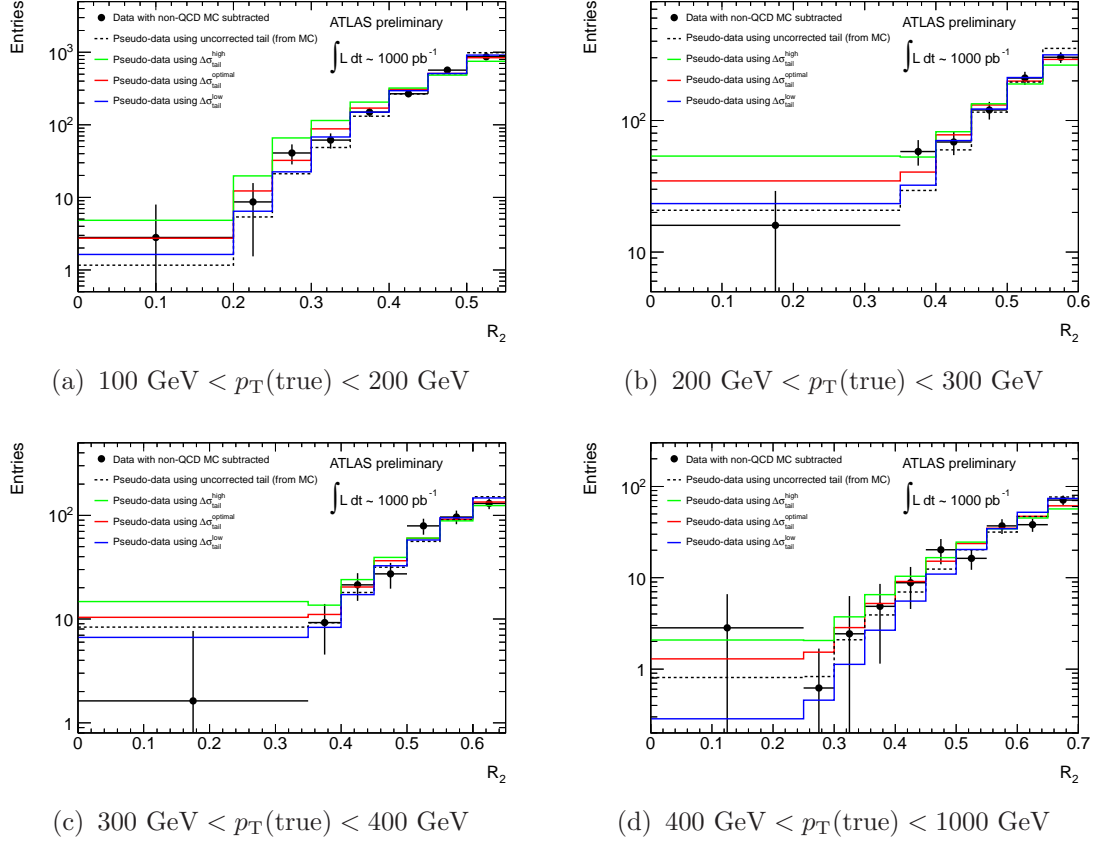 Entries
Data with non-QCD MC subtracted
Pseudo-data using uncorrected tail (from MC)
Pseudo-data using Δσ_tail^high
Pseudo-data using Δσ_tail^optimal
Pseudo-data using Δσ_tail^low
ATLAS preliminary
∫ L dt ~ 1000 pb^-1
10^3
10^2
10
1
0 0.1 0.2 0.3 0.4 0.5
R_2
(a) 100 GeV < p_T(true) < 200 GeV
Entries
Data with non-QCD MC subtracted
Pseudo-data using uncorrected tail (from MC)
Pseudo-data using Δσ_tail^high
Pseudo-data using Δσ_tail^optimal
Pseudo-data using Δσ_tail^low
ATLAS preliminary
∫ L dt ~ 1000 pb^-1
10^2
10
0 0.1 0.2 0.3 0.4 0.5 0.6
R_2
(b) 200 GeV < p_T(true) < 300 GeV
Entries
Data with non-QCD MC subtracted
Pseudo-data using uncorrected tail (from MC)
Pseudo-data using Δσ_tail^high
Pseudo-data using Δσ_tail^optimal
Pseudo-data using Δσ_tail^low
ATLAS preliminary
∫ L dt ~ 1000 pb^-1
10^2
10
1
0 0.1 0.2 0.3 0.4 0.5 0.6
R_2
(c) 300 GeV < p_T(true) < 400 GeV
Entries
Data with non-QCD MC subtracted
Pseudo-data using uncorrected tail (from MC)
Pseudo-data using Δσ_tail^high
Pseudo-data using Δσ_tail^optimal
Pseudo-data using Δσ_tail^low
ATLAS preliminary
∫ L dt ~ 1000 pb^-1
10^2
10
1
0 0.1 0.2 0.3 0.4 0.5 0.6 0.7
R_2
(d) 400 GeV < p_T(true) < 1000 GeV